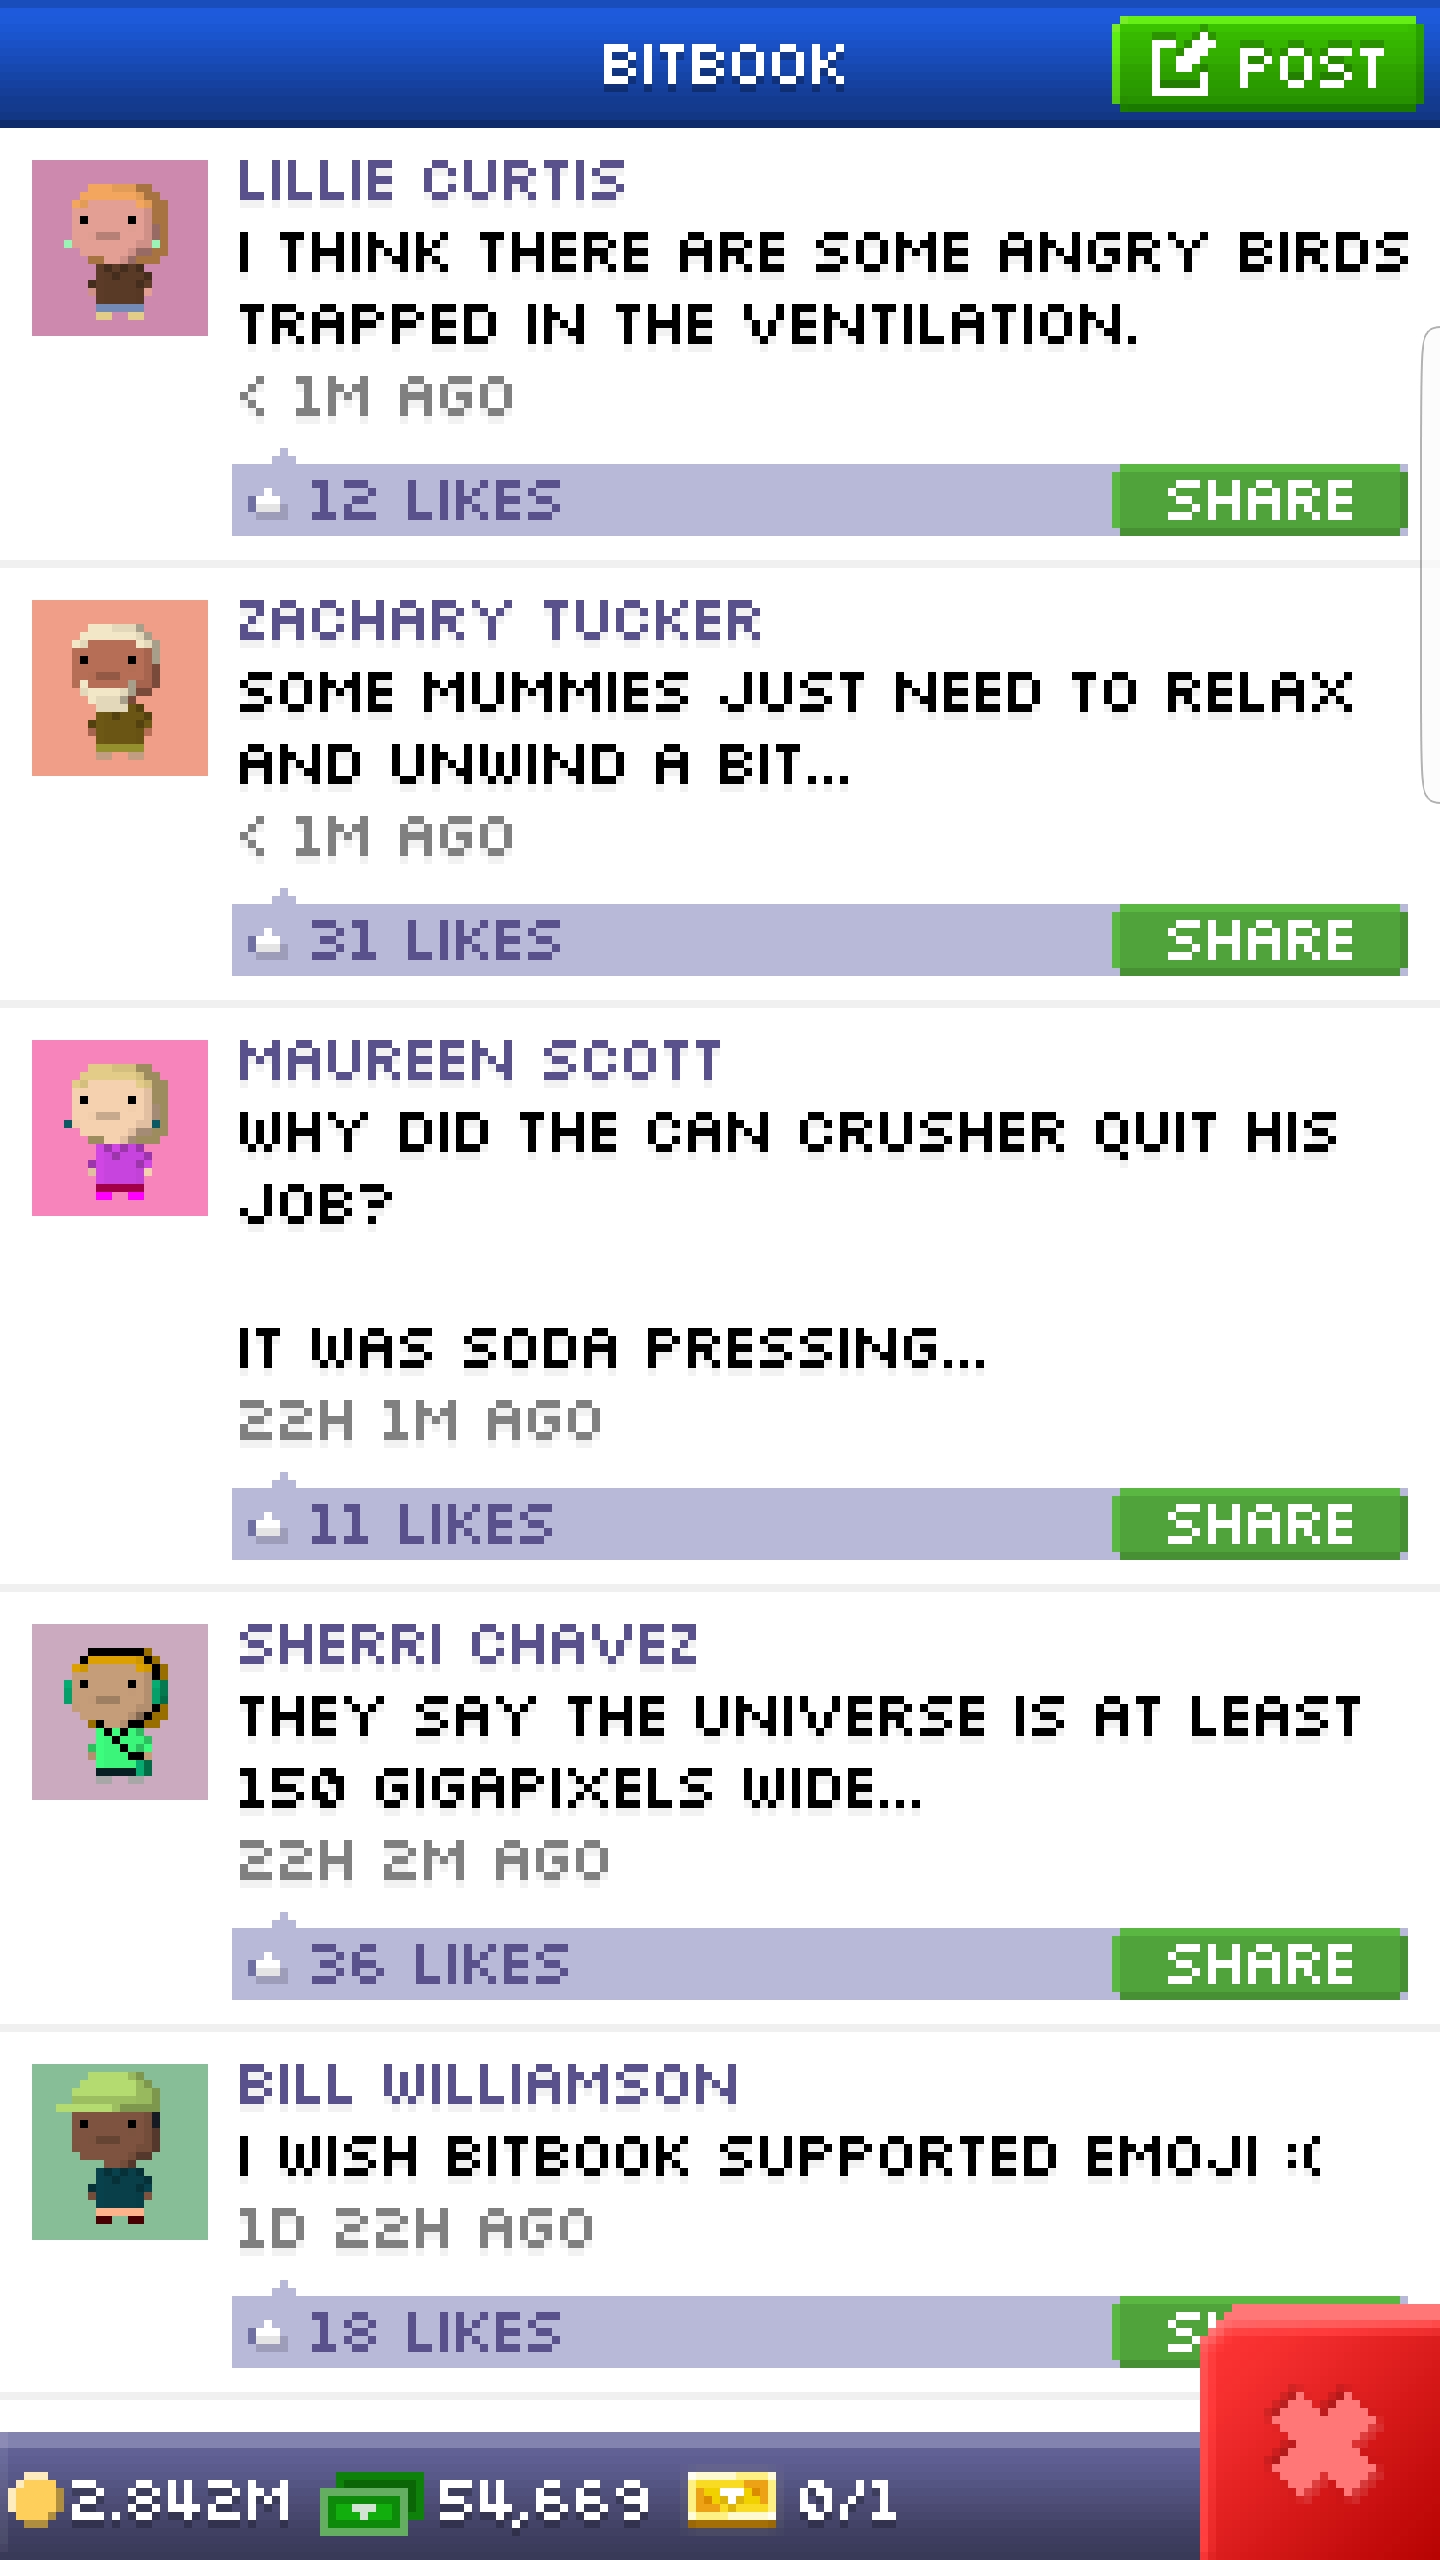 BITBOOK
POST
LILLIE CURTIS
I THINK THERE ARE SOME ANGRY BIRDS
TRAPPED IN THE VENTILATION.
< 1M AGO
12 LIKES
SHARE
ZACHARY TUCKER
SOME MUMMIES JUST NEED TO RELAX
AND UNWIND A BIT...
< 1M AGO
31 LIKES
SHARE
MAUREEN SCOTT
WHY DID THE CAN CRUSHER QUIT HIS
JOB?
IT WAS SODA PRESSING...
22H 1M AGO
11 LIKES
SHARE
SHERRI CHAVEZ
THEY SAY THE UNIVERSE IS AT LEAST
150 GIGAPIXELS WIDE...
22H 2M AGO
36 LIKES
SHARE
BILL WILLIAMSON
I WISH BITBOOK SUPPORTED EMOJI :(
1D 22H AGO
18 LIKES
2.842M
54,669
0/1